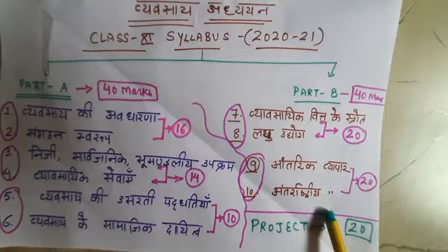 व्यवसाय अध्ययन
CLASS-XI SYLLABUS-(2020-21)
PART-A → 40 Marks
1. व्यवसाय की अवधारणा
2. संगठन स्वरूप
16
3. निजी, सार्वजनिक, भूमण्डलीय उपक्रम
4. व्यवसायिक सेवाएँ
14
5. व्यवसाय की उभरती पद्धतियाँ
6. व्यवसाय के सामाजिक दायित्व
10
PART-B → 40 Marks
7. व्यवसायिक वित्त के स्रोत
8. लघु उद्योग
20
9. आंतरिक व्यापार
10. अंतर्राष्ट्रीय "
20
PROJECT 20